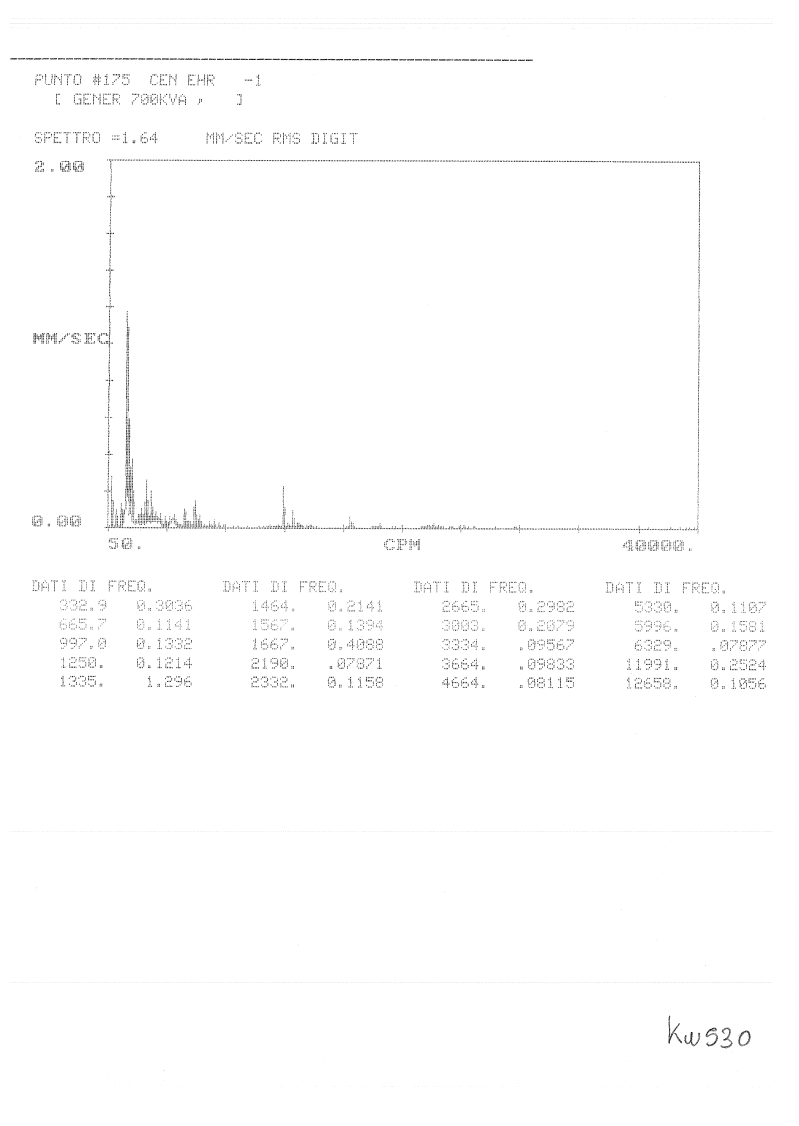 PUNTO #175 CEN EHR -1
[ GENER 700KVA , ]
SPETTRO =1.64 MM/SEC RMS DIGIT
2.00
MM/SEC
0.00
50. CPM 40000.
DATI DI FREQ. DATI DI FREQ. DATI DI FREQ. DATI DI FREQ.
332.9 0.3036 1464. 0.2141 2665. 0.2982 5330. 0.1107
665.7 0.1141 1567. 0.1394 3003. 0.2079 5996. 0.1581
997.0 0.1332 1667. 0.4088 3334. .09567 6329. .07877
1250. 0.1214 2190. .07871 3664. .09833 11991. 0.2524
1335. 1.296 2332. 0.1158 4664. .08115 12658. 0.1056
KW530